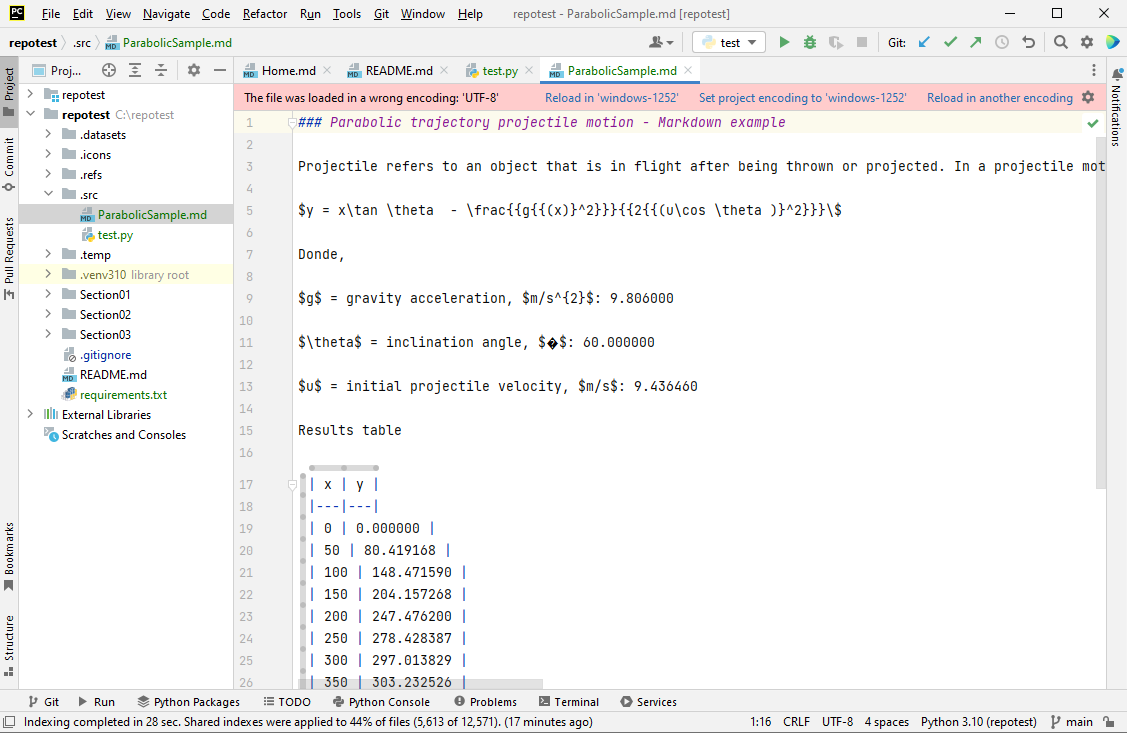 PC File Edit View Navigate Code Refactor Run Tools Git Window Help repotest - ParabolicSample.md [repotest]
repotest .src ParabolicSample.md test Git:
Proj... Home.md README.md test.py ParabolicSample.md
Project
Commit
Pull Requests
Bookmarks
Structure
Notifications
repotest
repotest C:\repotest
.datasets
.icons
.refs
.src
ParabolicSample.md
test.py
.temp
.venv310 library root
Section01
Section02
Section03
.gitignore
README.md
requirements.txt
External Libraries
Scratches and Consoles
The file was loaded in a wrong encoding: 'UTF-8' Reload in 'windows-1252' Set project encoding to 'windows-1252' Reload in another encoding
1 ### Parabolic trajectory projectile motion - Markdown example
2
3 Projectile refers to an object that is in flight after being thrown or projected. In a projectile mot
4
5 $y = x\tan \theta  - \frac{{g{{(x)}^2}}}{{2{{(u\cos \theta )}^2}}}\$
6
7 Donde,
8
9 $g$ = gravity acceleration, $m/s^{2}$: 9.806000
10
11 $\theta$ = inclination angle, $�$: 60.000000
12
13 $u$ = initial projectile velocity, $m/s$: 9.436460
14
15 Results table
16
17 | x | y |
18 |---|---|
19 | 0 | 0.000000 |
20 | 50 | 80.419168 |
21 | 100 | 148.471590 |
22 | 150 | 204.157268 |
23 | 200 | 247.476200 |
24 | 250 | 278.428387 |
25 | 300 | 297.013829 |
26 | 350 | 303.232526 |
Git Run Python Packages TODO Python Console Problems Terminal Services
Indexing completed in 28 sec. Shared indexes were applied to 44% of files (5,613 of 12,571). (17 minutes ago) 1:16 CRLF UTF-8 4 spaces Python 3.10 (repotest) main